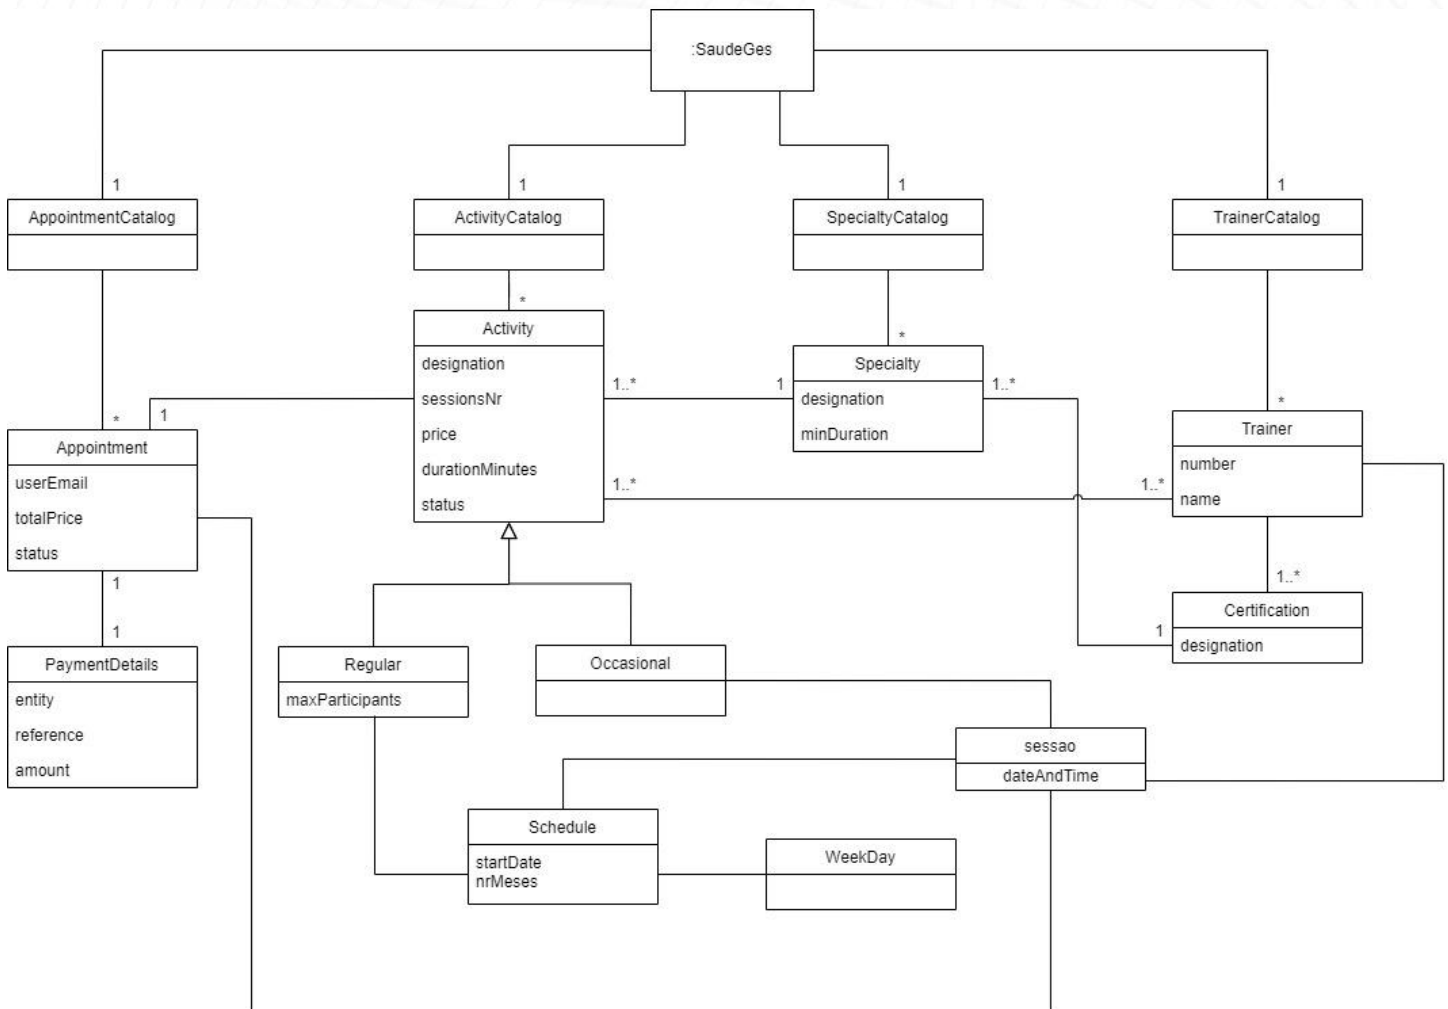 :SaudeGes
1
1
1
1
AppointmentCatalog
ActivityCatalog
SpecialtyCatalog
TrainerCatalog
*
*
*
*
Activity
designation
sessionsNr
price
durationMinutes
status
1..*
1
1..*
Specialty
designation
minDuration
1..*
1..*
Trainer
number
name
1
Appointment
userEmail
totalPrice
status
1
1
PaymentDetails
entity
reference
amount
1..*
1
Certification
designation
Regular
maxParticipants
Occasional
sessao
dateAndTime
Schedule
startDate
nrMeses
WeekDay